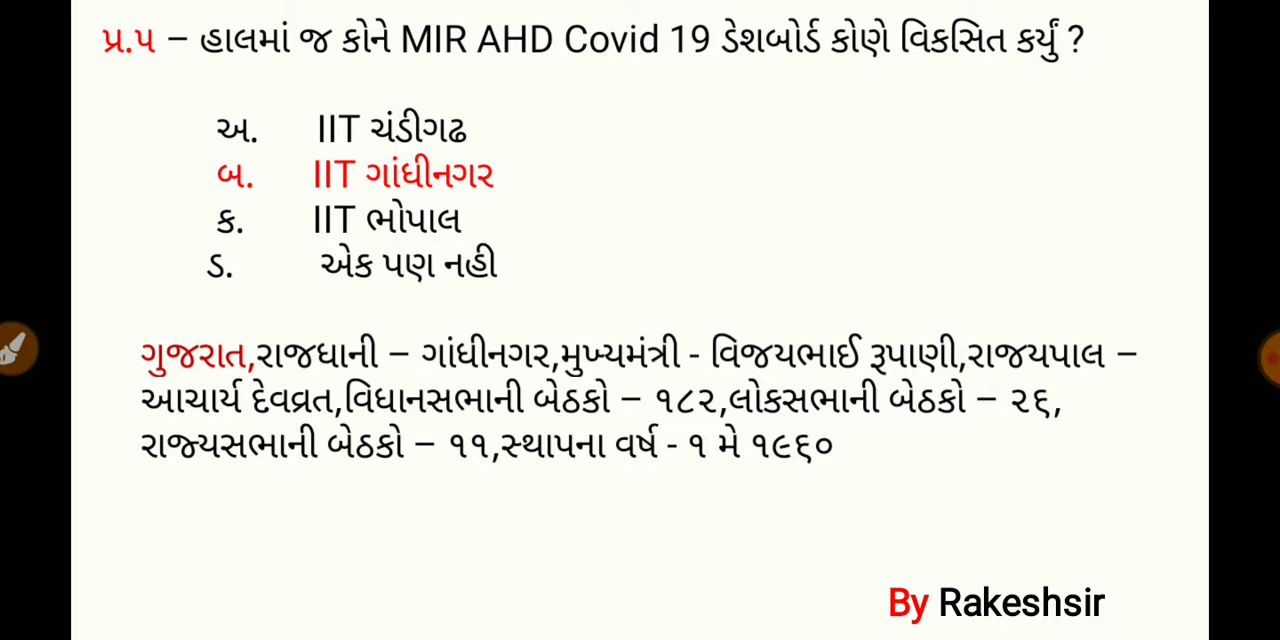 પ્ર.૫ – હાલમાં જ કોને MIR AHD Covid 19 ડેશબોર્ડ કોણે વિકસિત કર્યું ?
અ. IIT ચંડીગઢ
બ. IIT ગાંધીનગર
ક. IIT ભોપાલ
ડ. એક પણ નહી
ગુજરાત,રાજધાની – ગાંધીનગર,મુખ્યમંત્રી - વિજયભાઈ રૂપાણી,રાજયપાલ –
આચાર્ય દેવવ્રત,વિધાનસભાની બેઠકો – ૧૮૨,લોકસભાની બેઠકો – ૨૬,
રાજ્યસભાની બેઠકો – ૧૧,સ્થાપના વર્ષ - ૧ મે ૧૯૬૦
By Rakeshsir